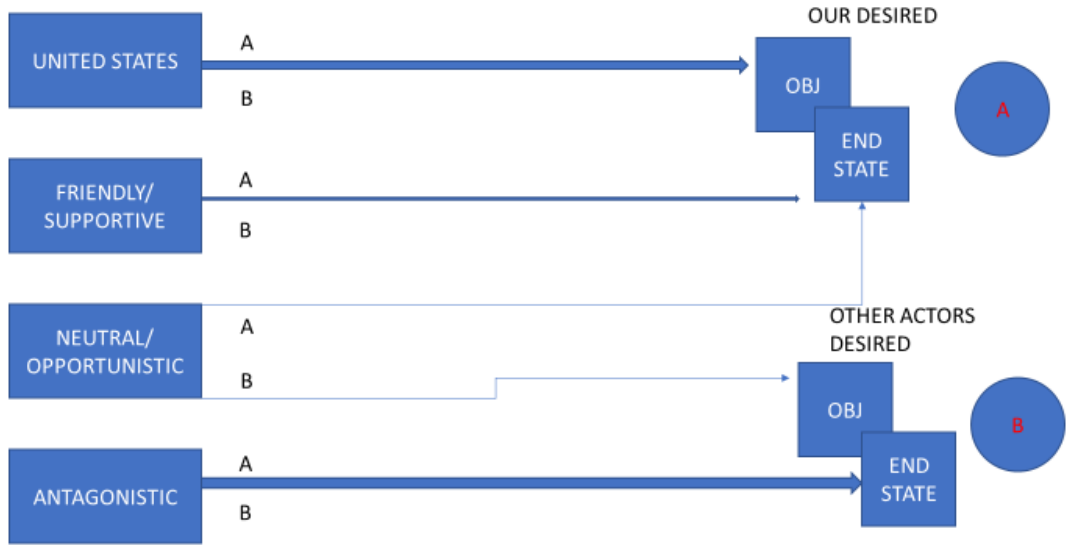 OUR DESIRED
UNITED STATES
A
B
OBJ
A
END
STATE
FRIENDLY/
SUPPORTIVE
A
B
NEUTRAL/
OPPORTUNISTIC
A
B
OTHER ACTORS
DESIRED
OBJ
B
END
STATE
ANTAGONISTIC
A
B